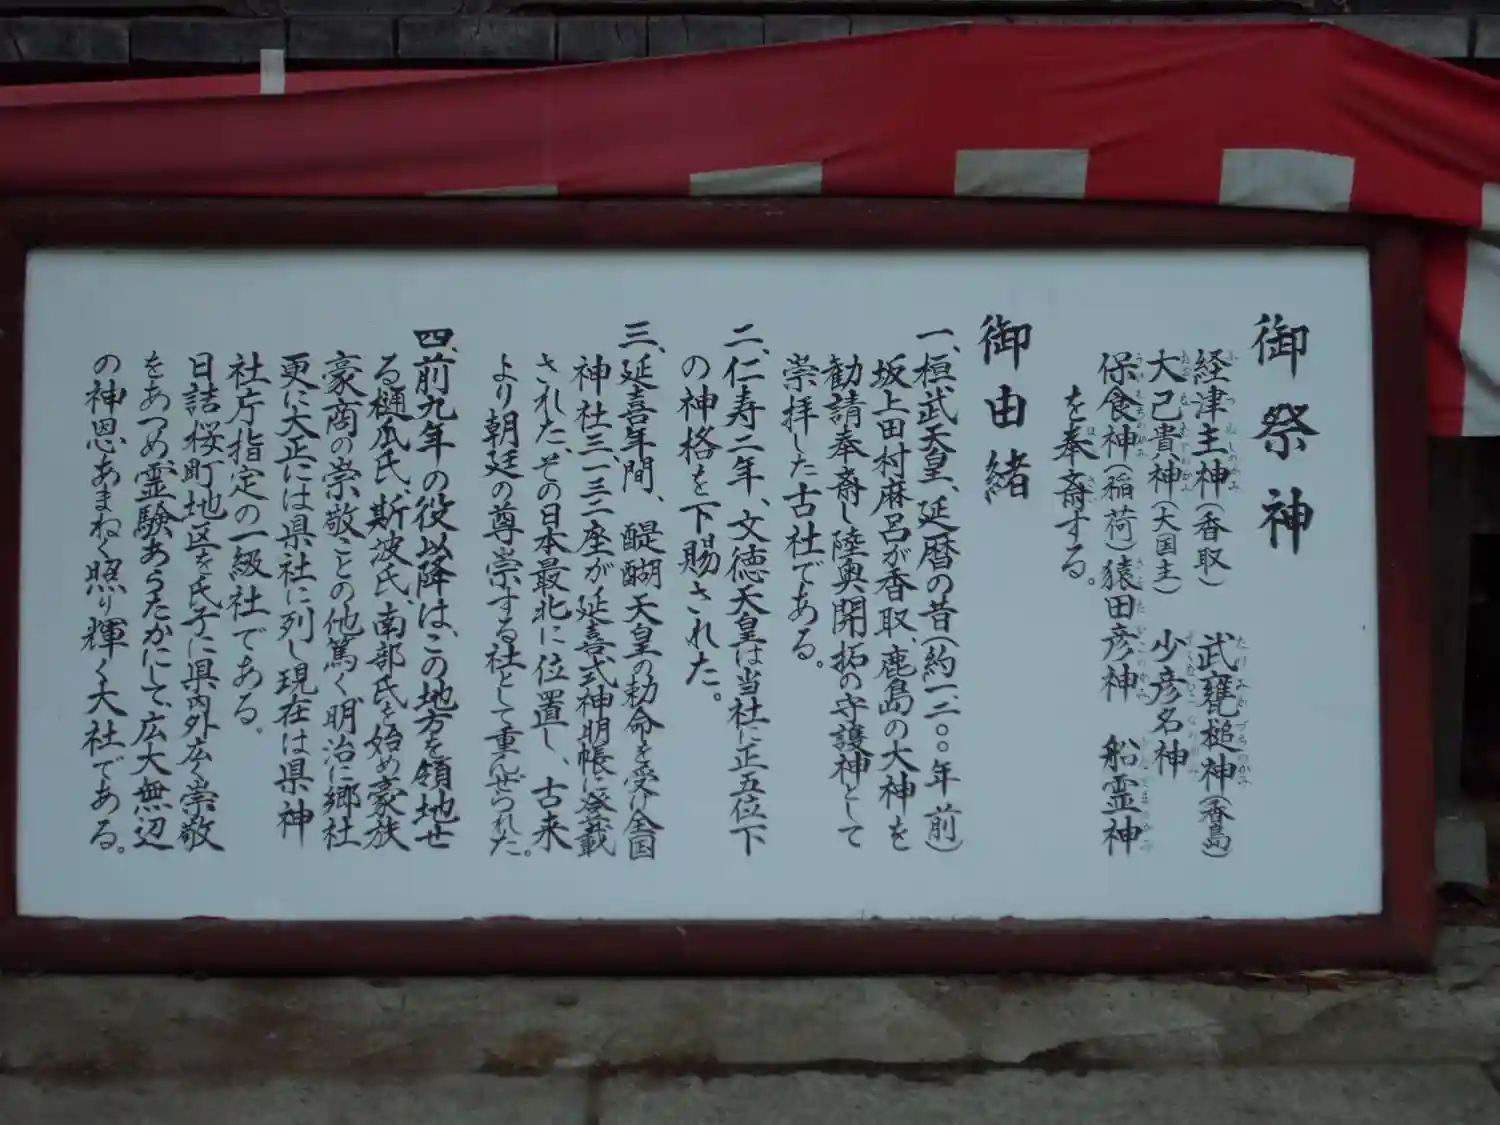 御祭神
経津主神(香取) 武甕槌神(香島)
大己貴神(大国主) 少彦名神
保食神(稲荷)猿田彦神 船霊神
を奉斎する。
御由緒
一、桓武天皇、延暦の昔(約一、二〇〇年前)
坂上田村麻呂が香取、鹿島の大神を
勧請奉斎し陸奥開拓の守護神として
崇拝した古社である。
二、仁寿二年、文徳天皇は当社に正五位下
の神格を下賜された。
三、延喜年間、醍醐天皇の勅命を受け全国
神社三、一三二座が延喜式神明帳に登載
された、その日本最北に位置し、古来
より朝廷の尊崇する社として重んぜられた。
四、前九年の役以降は、この地方を領地せ
る樋爪氏、斯波氏、南部氏を始め豪族
豪商の崇敬ことの他篤く、明治に郷社
更に大正には県社に列し現在は県神
社庁指定の一級社である。
日詰桜町地区を氏子に県内外広く崇敬
をあつめ霊験あらたかにして、広大無辺
の神恩あまねく照り輝く大社である。